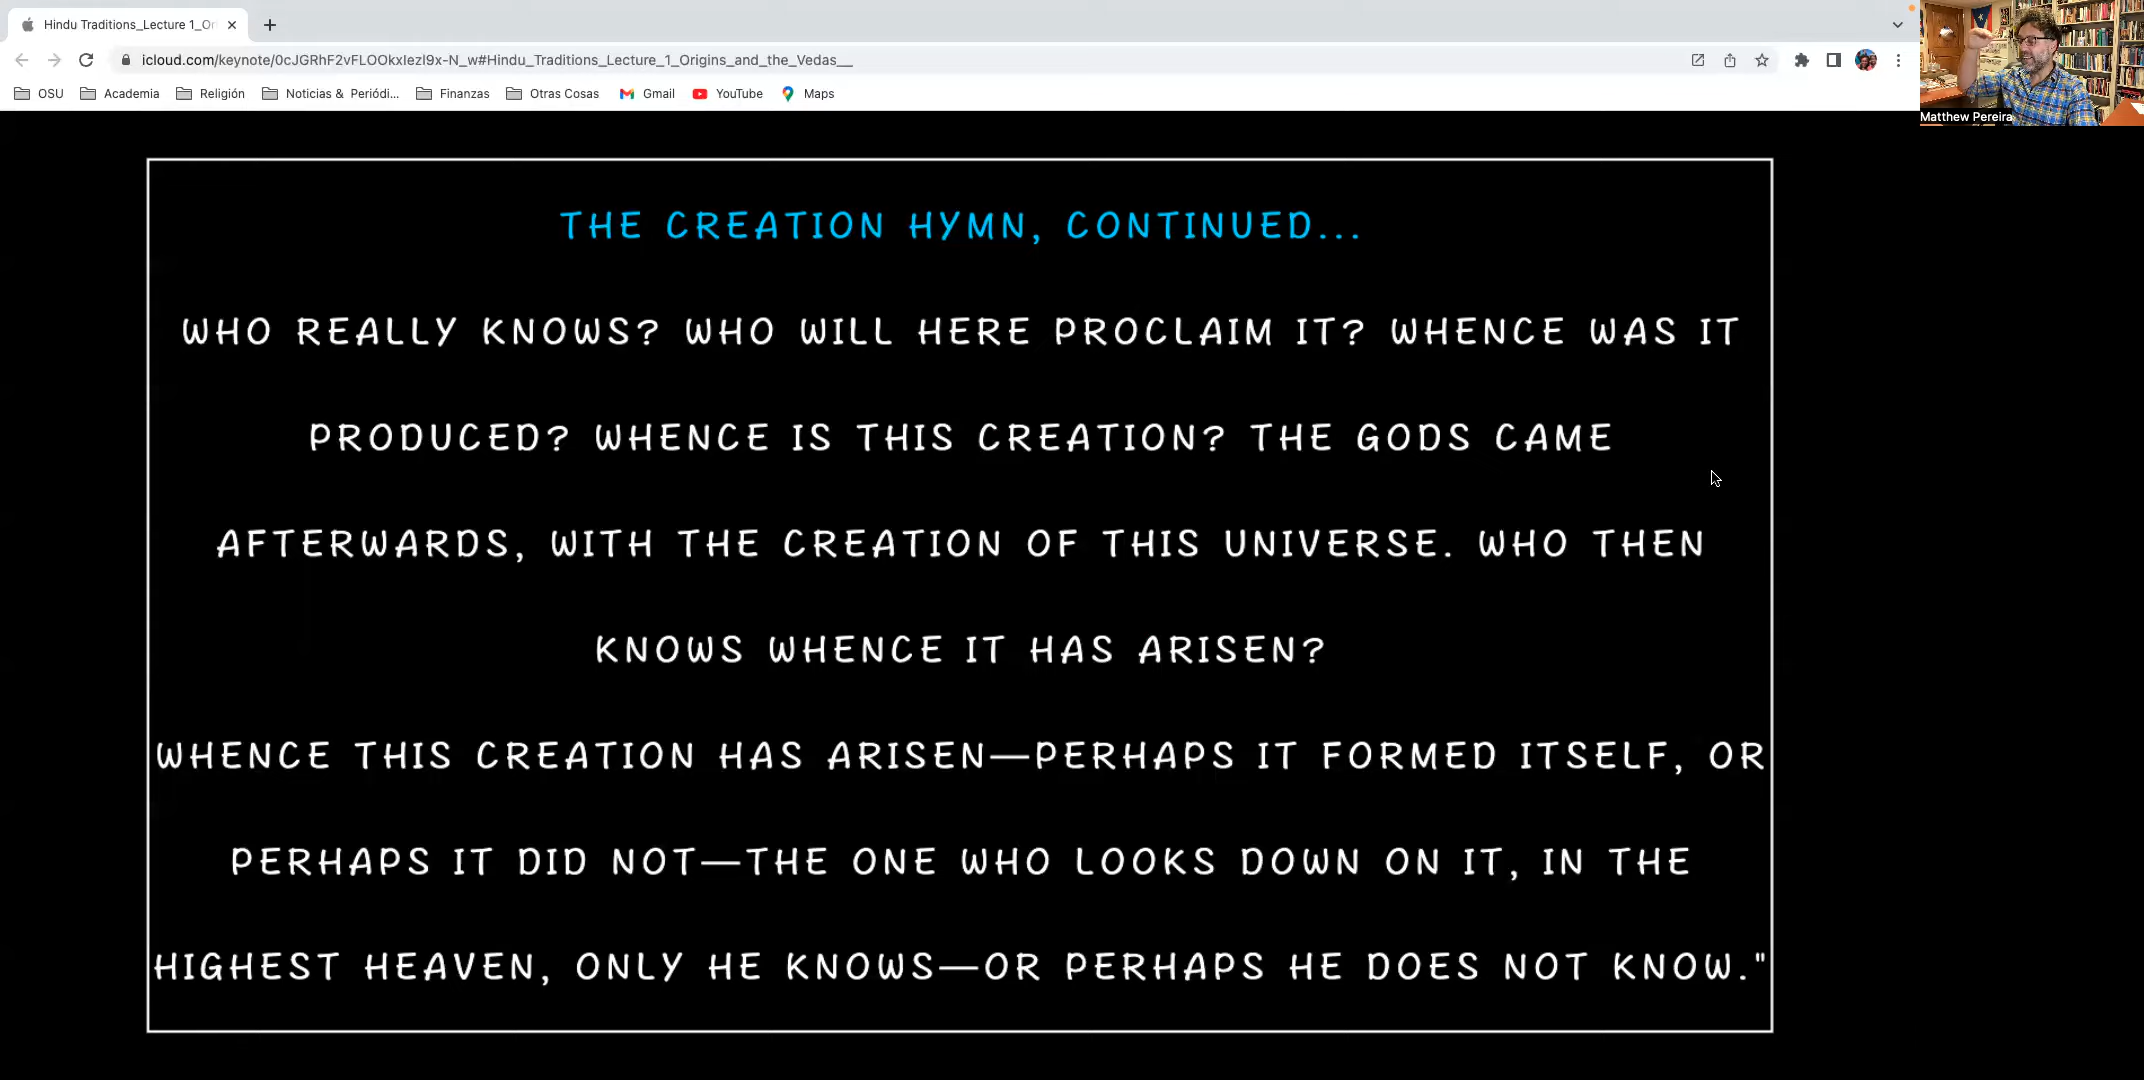 Hindu Traditions_Lecture 1_Ori
icloud.com/keynote/0cJGRhF2vFLOOkxIezI9x-N_w#Hindu_Traditions_Lecture_1_Origins_and_the_Vedas__
OSU Academia Religión Noticias & Periódi... Finanzas Otras Cosas Gmail YouTube Maps
Matthew Pereira
THE CREATION HYMN, CONTINUED...
WHO REALLY KNOWS? WHO WILL HERE PROCLAIM IT? WHENCE WAS IT
PRODUCED? WHENCE IS THIS CREATION? THE GODS CAME
AFTERWARDS, WITH THE CREATION OF THIS UNIVERSE. WHO THEN
KNOWS WHENCE IT HAS ARISEN?
WHENCE THIS CREATION HAS ARISEN—PERHAPS IT FORMED ITSELF, OR
PERHAPS IT DID NOT—THE ONE WHO LOOKS DOWN ON IT, IN THE
HIGHEST HEAVEN, ONLY HE KNOWS—OR PERHAPS HE DOES NOT KNOW."